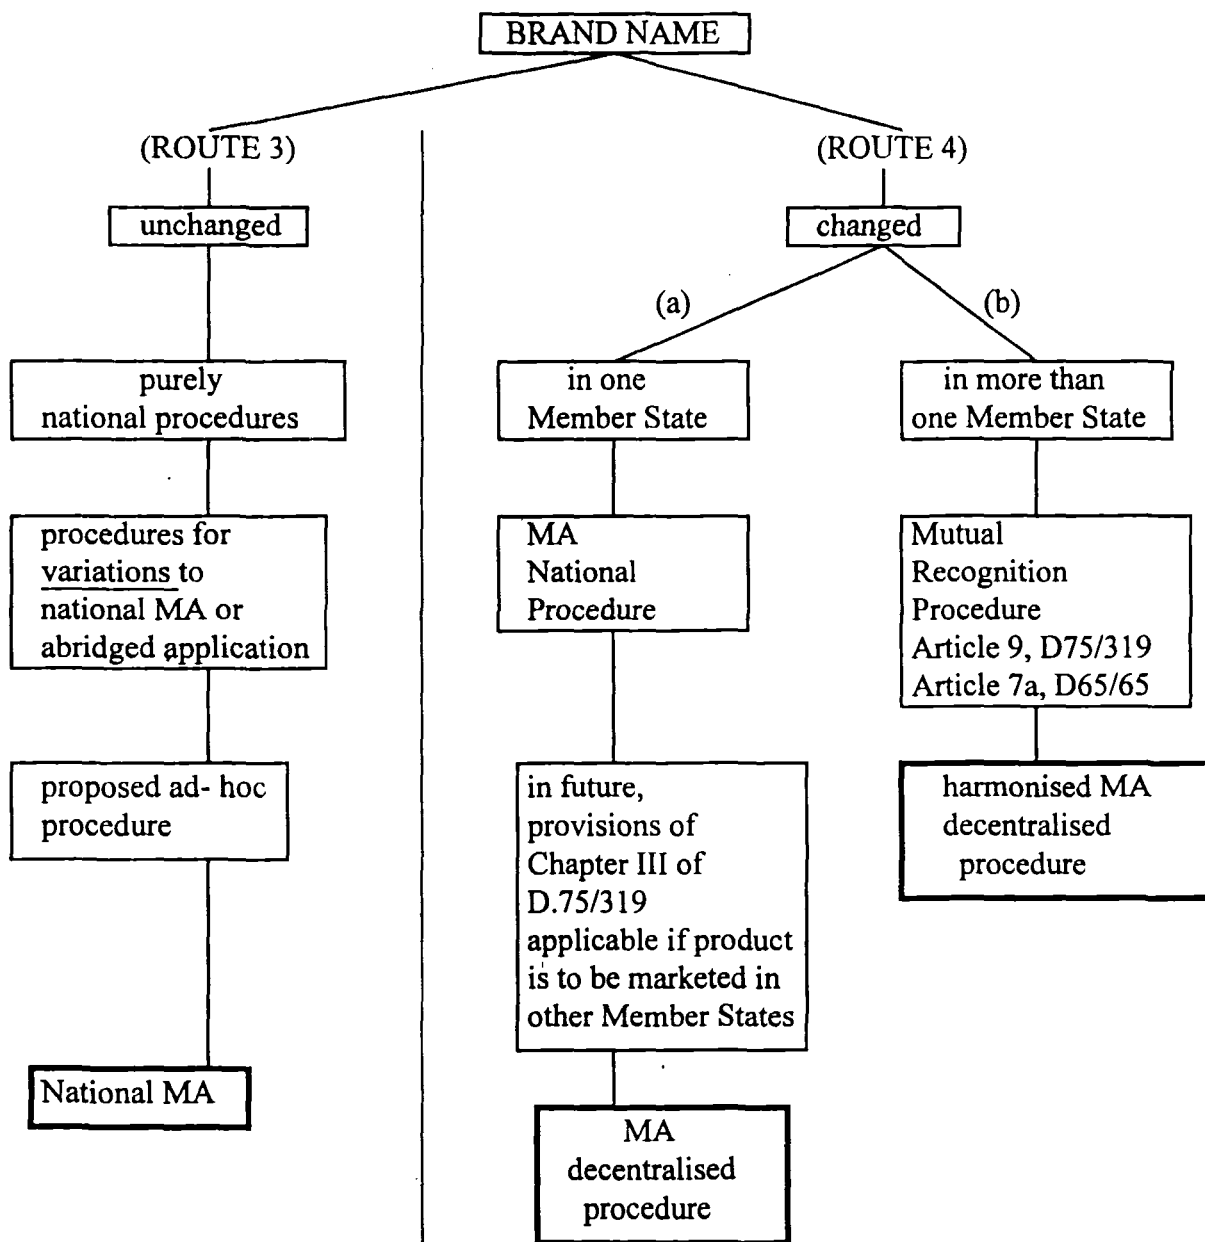 BRAND NAME
(ROUTE 3)
unchanged
purely
national procedures
procedures for
variations to
national MA or
abridged application
proposed ad- hoc
procedure
National MA
(ROUTE 4)
changed
(a)
in one
Member State
MA
National
Procedure
in future,
provisions of
Chapter III of
D.75/319
applicable if product
is to be marketed in
other Member States
MA
decentralised
procedure
(b)
in more than
one Member State
Mutual
Recognition
Procedure
Article 9, D75/319
Article 7a, D65/65
harmonised MA
decentralised
procedure